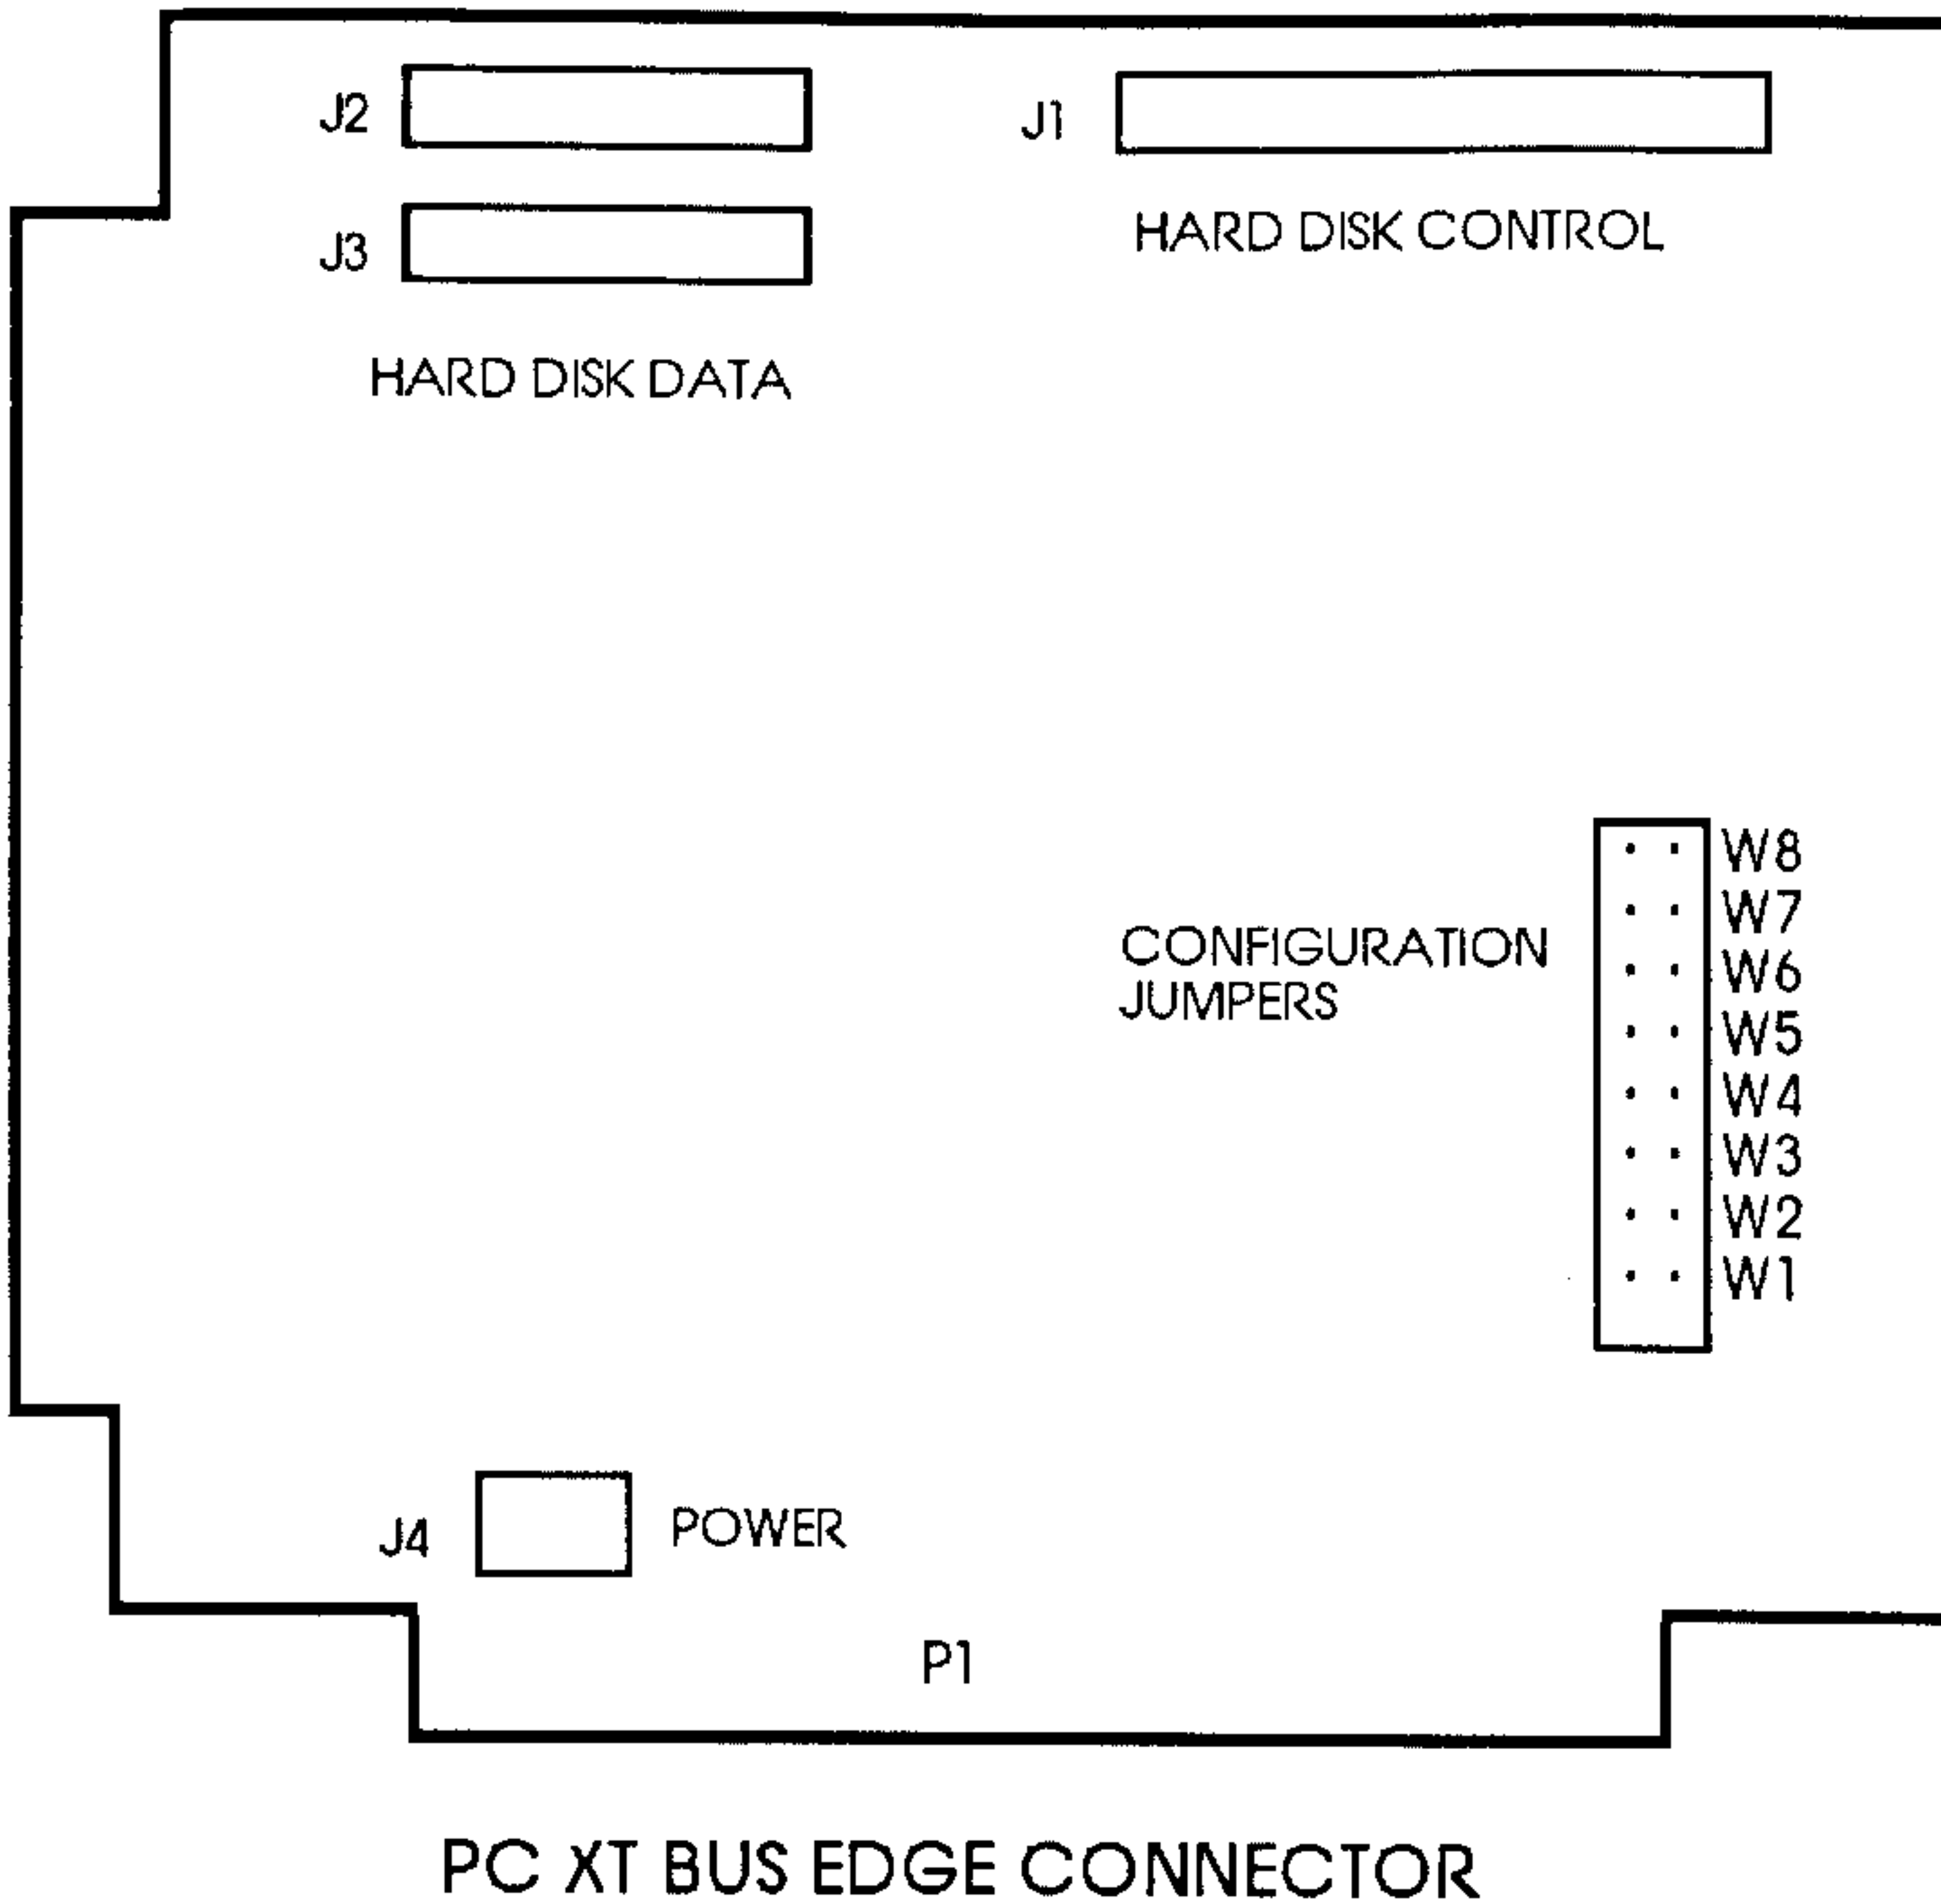 J2
J1
J3
HARD DISK CONTROL
HARD DISK DATA
W8
W7
CONFIGURATION
JUMPERS
W6
W5
W4
W3
W2
W1
J4
POWER
P1
PC XT BUS EDGE CONNECTOR